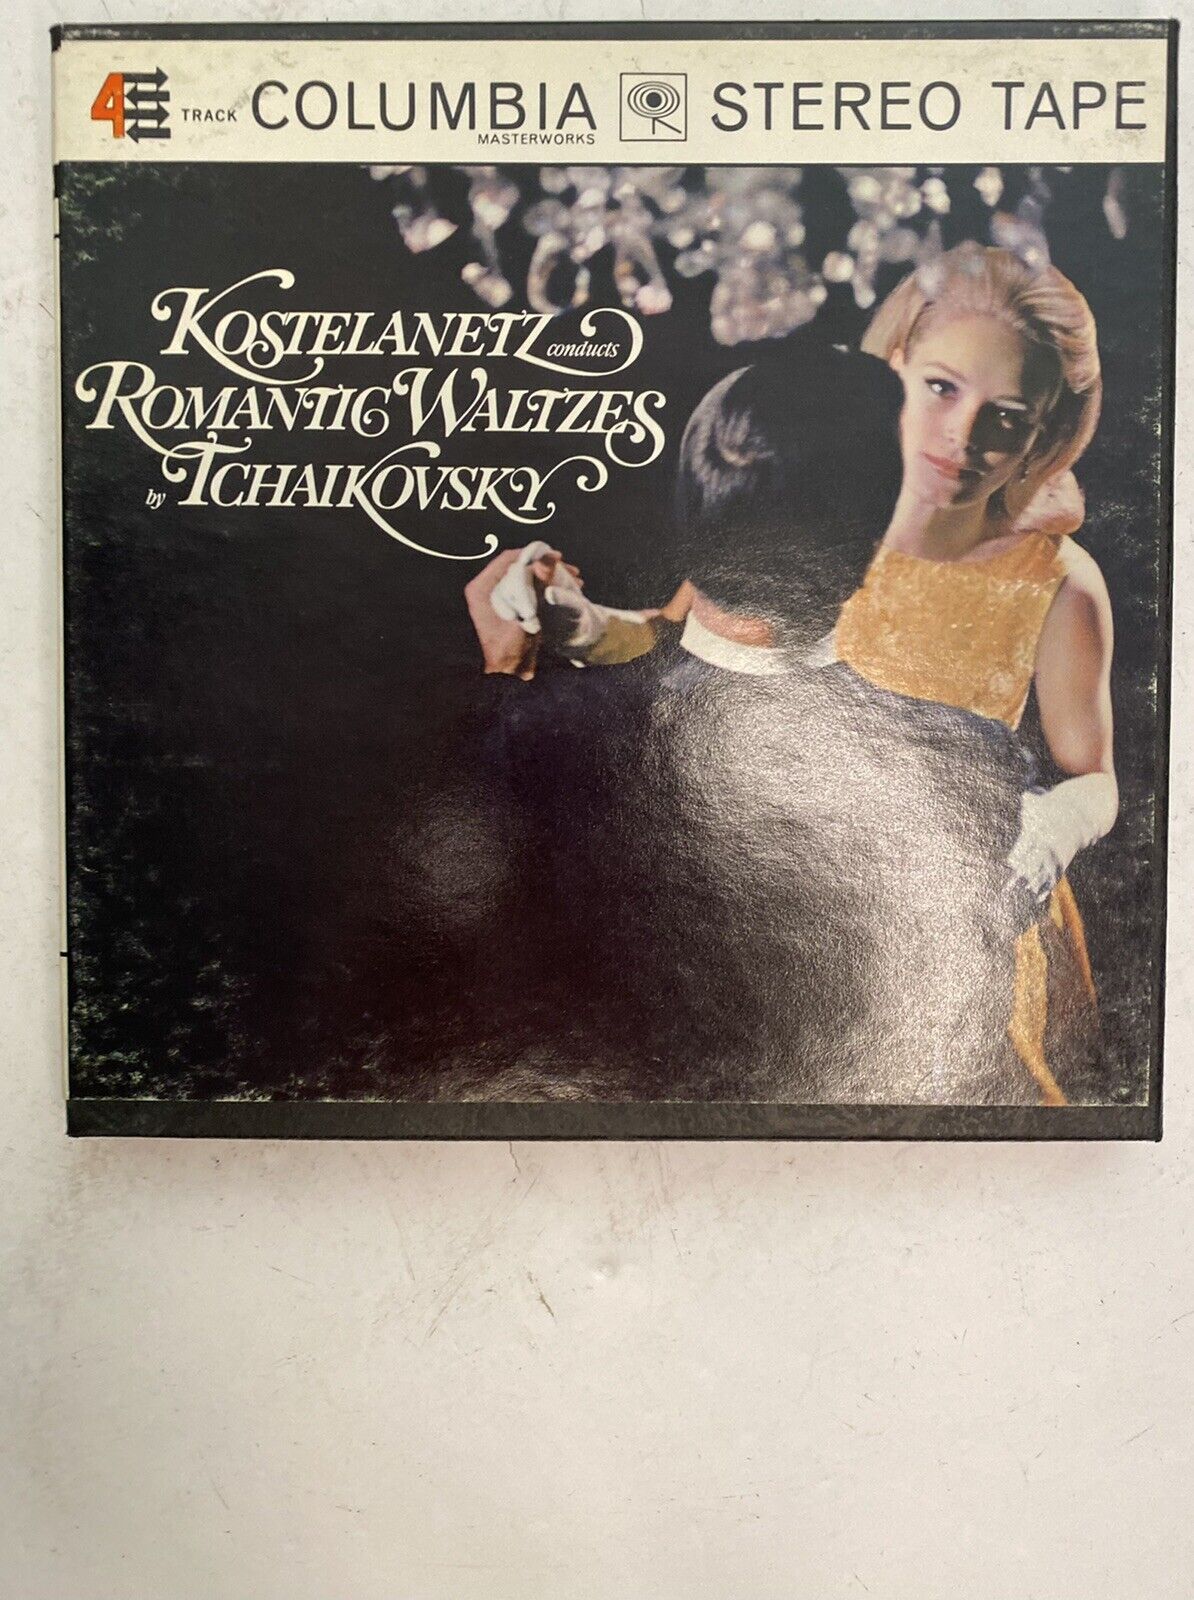 4 TRACK COLUMBIA STEREO TAPE
MASTERWORKS
KOSTELANETZ conducts
ROMANTIC WALTZES
by TCHAIKOVSKY